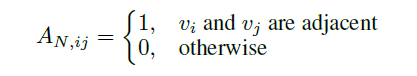 A_{N,ij} = { 1, v_i and v_j are adjacent
0, otherwise